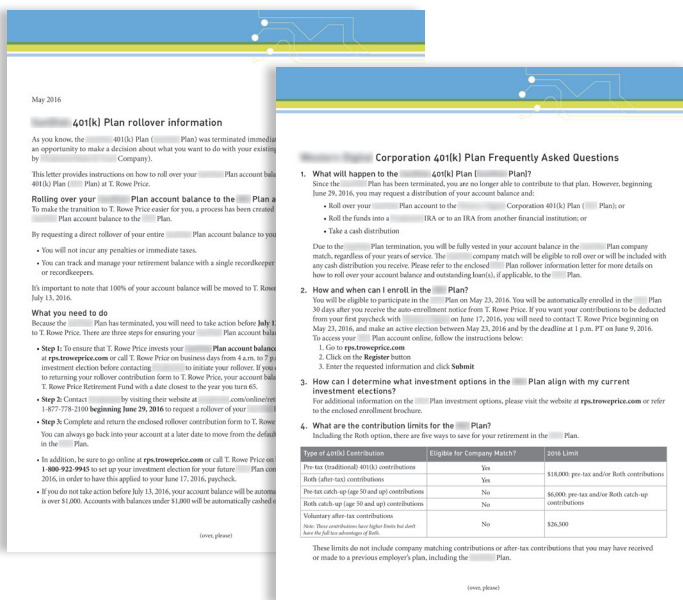 May 2016
401(k) Plan rollover information
As you know, the 401(k) Plan ( Plan) was terminated immediat
an opportunity to make a decision about what you want to do with your existing
by Company).
This letter provides instructions on how to roll over your Plan account bala
401(k) Plan ( Plan) at T. Rowe Price.
Rolling over your Plan account balance to the Plan a
To make the transition to T. Rowe Price easier for you, a process has been created
Plan account balance to the Plan.
By requesting a direct rollover of your entire Plan account balance to you
• You will not incur any penalties or immediate taxes.
• You can track and manage your retirement balance with a single recordkeeper
or recordkeepers.
It's important to note that 100% of your account balance will be moved to T. Rowe
July 13, 2016.
What you need to do
Because the Plan has terminated, you will need to take action before July 1
to T. Rowe Price. There are three steps for ensuring your Plan account balan
• Step 1: To ensure that T. Rowe Price invests your Plan account balance
at rps.troweprice.com or call T. Rowe Price on business days from 4 a.m. to 7 p.
investment election before contacting to initiate your rollover. If you d
to returning your rollover contribution form to T. Rowe Price, your account bala
T. Rowe Price Retirement Fund with a date closest to the year you turn 65.
• Step 2: Contact by visiting their website at .com/online/ret
1-877-778-2100 beginning June 29, 2016 to request a rollover of your
• Step 3: Complete and return the enclosed rollover contribution form to T. Rowe
You can always go back into your account at a later date to move from the defaul
in the Plan.
• In addition, be sure to go online at rps.troweprice.com or call T. Rowe Price on
1-800-922-9945 to set up your investment election for your future Plan con
2016, in order to have this applied to your June 17, 2016, paycheck.
• If you do not take action before July 13, 2016, your account balance will be automa
is over $1,000. Accounts with balances under $1,000 will be automatically cashed o
(over, please)
Corporation 401(k) Plan Frequently Asked Questions
1. What will happen to the 401(k) Plan ( Plan)?
Since the Plan has been terminated, you are no longer able to contribute to that plan. However, beginning
June 29, 2016, you may request a distribution of your account balance and:
• Roll over your Plan account to the Corporation 401(k) Plan ( Plan); or
• Roll the funds into a IRA or to an IRA from another financial institution; or
• Take a cash distribution
Due to the Plan termination, you will be fully vested in your account balance in the Plan company
match, regardless of your years of service. The company match will be eligible to roll over or will be included with
any cash distribution you receive. Please refer to the enclosed Plan rollover information letter for more details on
how to roll over your account balance and outstanding loan(s), if applicable, to the Plan.
2. How and when can I enroll in the Plan?
You will be eligible to participate in the Plan on May 23, 2016. You will be automatically enrolled in the Plan
30 days after you receive the auto-enrollment notice from T. Rowe Price. If you want your contributions to be deducted
from your first paycheck with on June 17, 2016, you will need to contact T. Rowe Price beginning on
May 23, 2016, and make an active election between May 23, 2016 and by the deadline at 1 p.m. PT on June 9, 2016.
To access your Plan account online, follow the instructions below:
1. Go to rps.troweprice.com
2. Click on the Register button
3. Enter the requested information and click Submit
3. How can I determine what investment options in the Plan align with my current
investment elections?
For additional information on the Plan investment options, please visit the website at rps.troweprice.com or refer
to the enclosed enrollment brochure.
4. What are the contribution limits for the Plan?
Including the Roth option, there are five ways to save for your retirement in the Plan.
Type of 401(k) Contribution Eligible for Company Match? 2016 Limit
Pre-tax (traditional) 401(k) contributions Yes
$18,000: pre-tax and/or Roth contributions
Roth (after-tax) contributions Yes
Pre-tax catch-up (age 50 and up) contributions No
$6,000: pre-tax and/or Roth catch-up
contributions
Roth catch-up (age 50 and up) contributions No
Voluntary after-tax contributions
Note: These contributions have higher limits but don't
have the full tax advantages of Roth.
No $26,500
These limits do not include company matching contributions or after-tax contributions that you may have received
or made to a previous employer's plan, including the Plan.
(over, please)